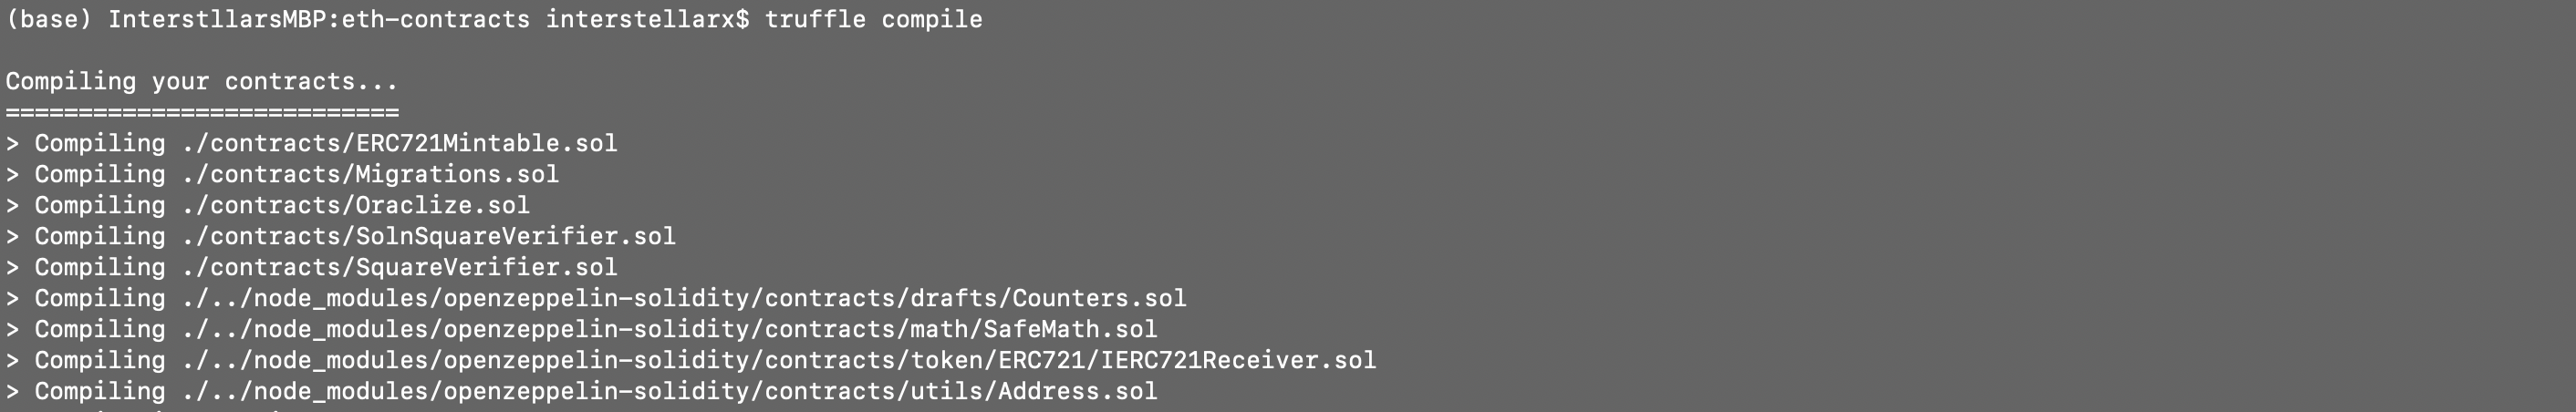 (base) InterstllarsMBP:eth-contracts interstellarx$ truffle compile
Compiling your contracts...
===========================
> Compiling ./contracts/ERC721Mintable.sol
> Compiling ./contracts/Migrations.sol
> Compiling ./contracts/Oraclize.sol
> Compiling ./contracts/SolnSquareVerifier.sol
> Compiling ./contracts/SquareVerifier.sol
> Compiling ./../node_modules/openzeppelin-solidity/contracts/drafts/Counters.sol
> Compiling ./../node_modules/openzeppelin-solidity/contracts/math/SafeMath.sol
> Compiling ./../node_modules/openzeppelin-solidity/contracts/token/ERC721/IERC721Receiver.sol
> Compiling ./../node_modules/openzeppelin-solidity/contracts/utils/Address.sol